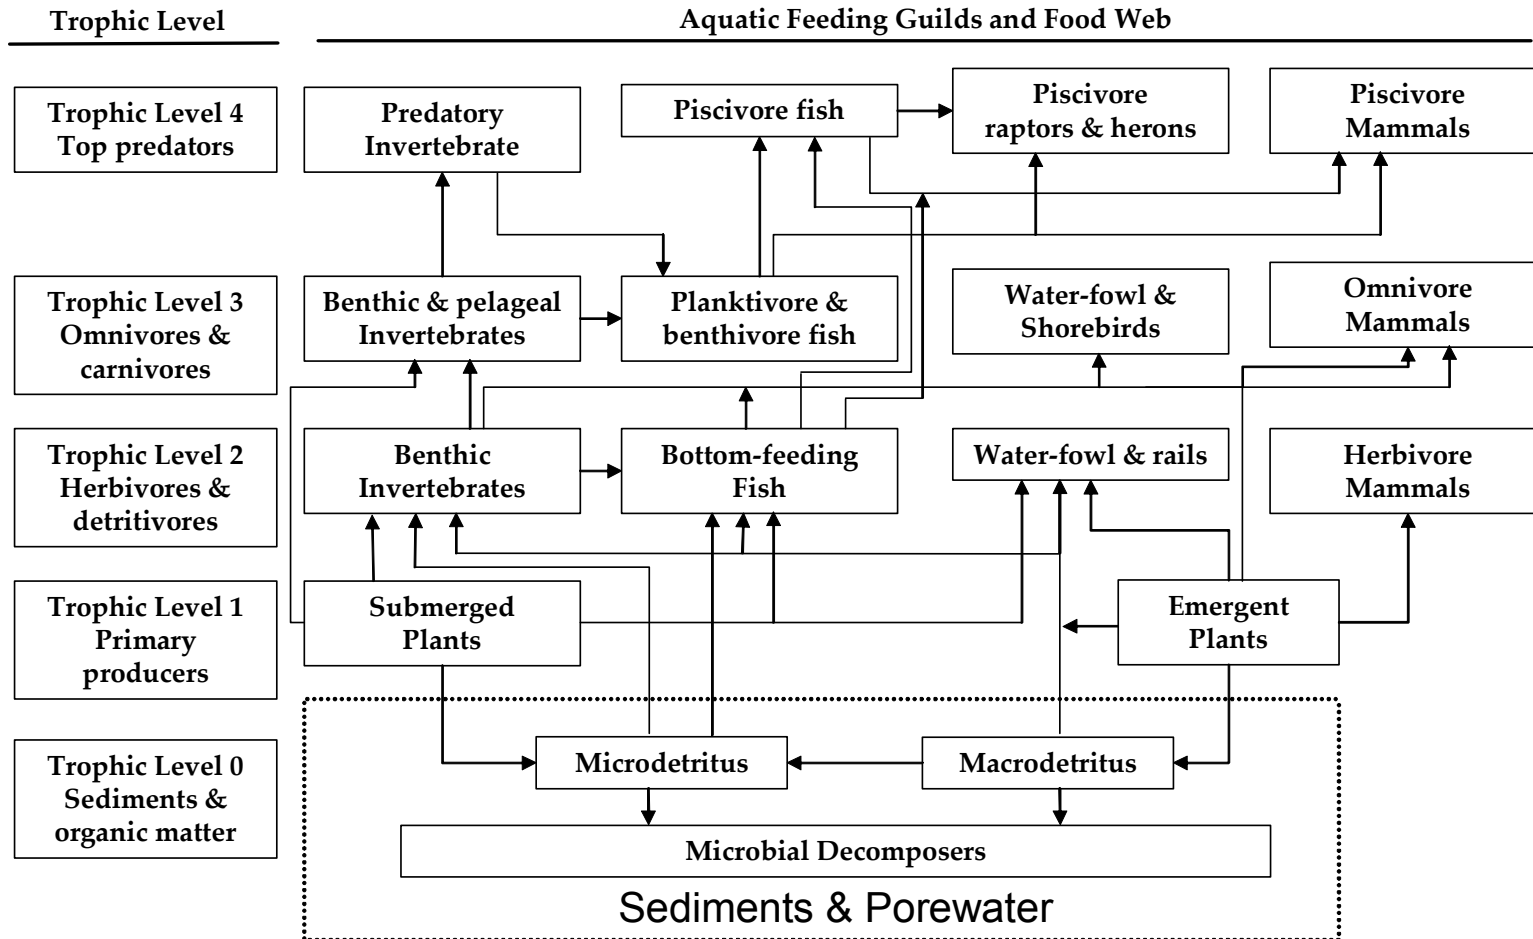 Trophic Level
Aquatic Feeding Guilds and Food Web
Trophic Level 4
Top predators
Predatory
Invertebrate
Piscivore fish
Piscivore
raptors & herons
Piscivore
Mammals
Trophic Level 3
Omnivores &
carnivores
Benthic & pelageal
Invertebrates
Planktivore &
benthivore fish
Water-fowl &
Shorebirds
Omnivore
Mammals
Trophic Level 2
Herbivores &
detritivores
Benthic
Invertebrates
Bottom-feeding
Fish
Water-fowl & rails
Herbivore
Mammals
Trophic Level 1
Primary
producers
Submerged
Plants
Emergent
Plants
Trophic Level 0
Sediments &
organic matter
Microdetritus
Macrodetritus
Microbial Decomposers
Sediments & Porewater